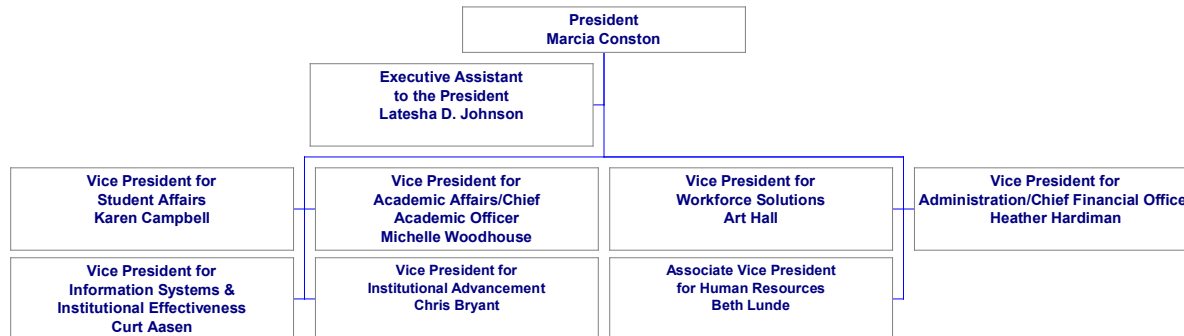 President
Marcia Conston
Executive Assistant
to the President
Latesha D. Johnson
Vice President for
Student Affairs
Karen Campbell
Vice President for
Academic Affairs/Chief
Academic Officer
Michelle Woodhouse
Vice President for
Workforce Solutions
Art Hall
Vice President for
Administration/Chief Financial Office
Heather Hardiman
Vice President for
Information Systems &
Institutional Effectiveness
Curt Aasen
Vice President for
Institutional Advancement
Chris Bryant
Associate Vice President
for Human Resources
Beth Lunde